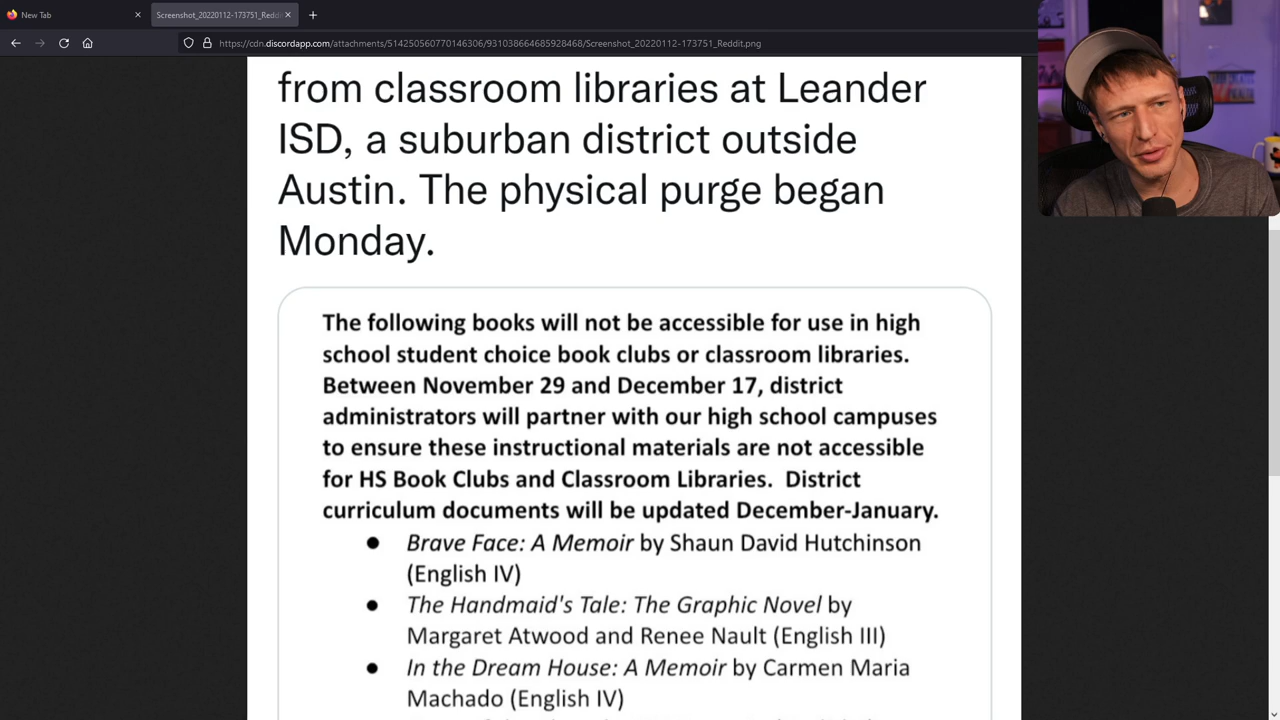 New Tab
Screenshot_20220112-173751_Reddi
https://cdn.discordapp.com/attachments/514250560770146306/931038664685928468/Screenshot_20220112-173751_Reddit.png
from classroom libraries at Leander
ISD, a suburban district outside
Austin. The physical purge began
Monday.
The following books will not be accessible for use in high
school student choice book clubs or classroom libraries.
Between November 29 and December 17, district
administrators will partner with our high school campuses
to ensure these instructional materials are not accessible
for HS Book Clubs and Classroom Libraries.  District
curriculum documents will be updated December-January.
● Brave Face: A Memoir by Shaun David Hutchinson
(English IV)
● The Handmaid's Tale: The Graphic Novel by
Margaret Atwood and Renee Nault (English III)
● In the Dream House: A Memoir by Carmen Maria
Machado (English IV)